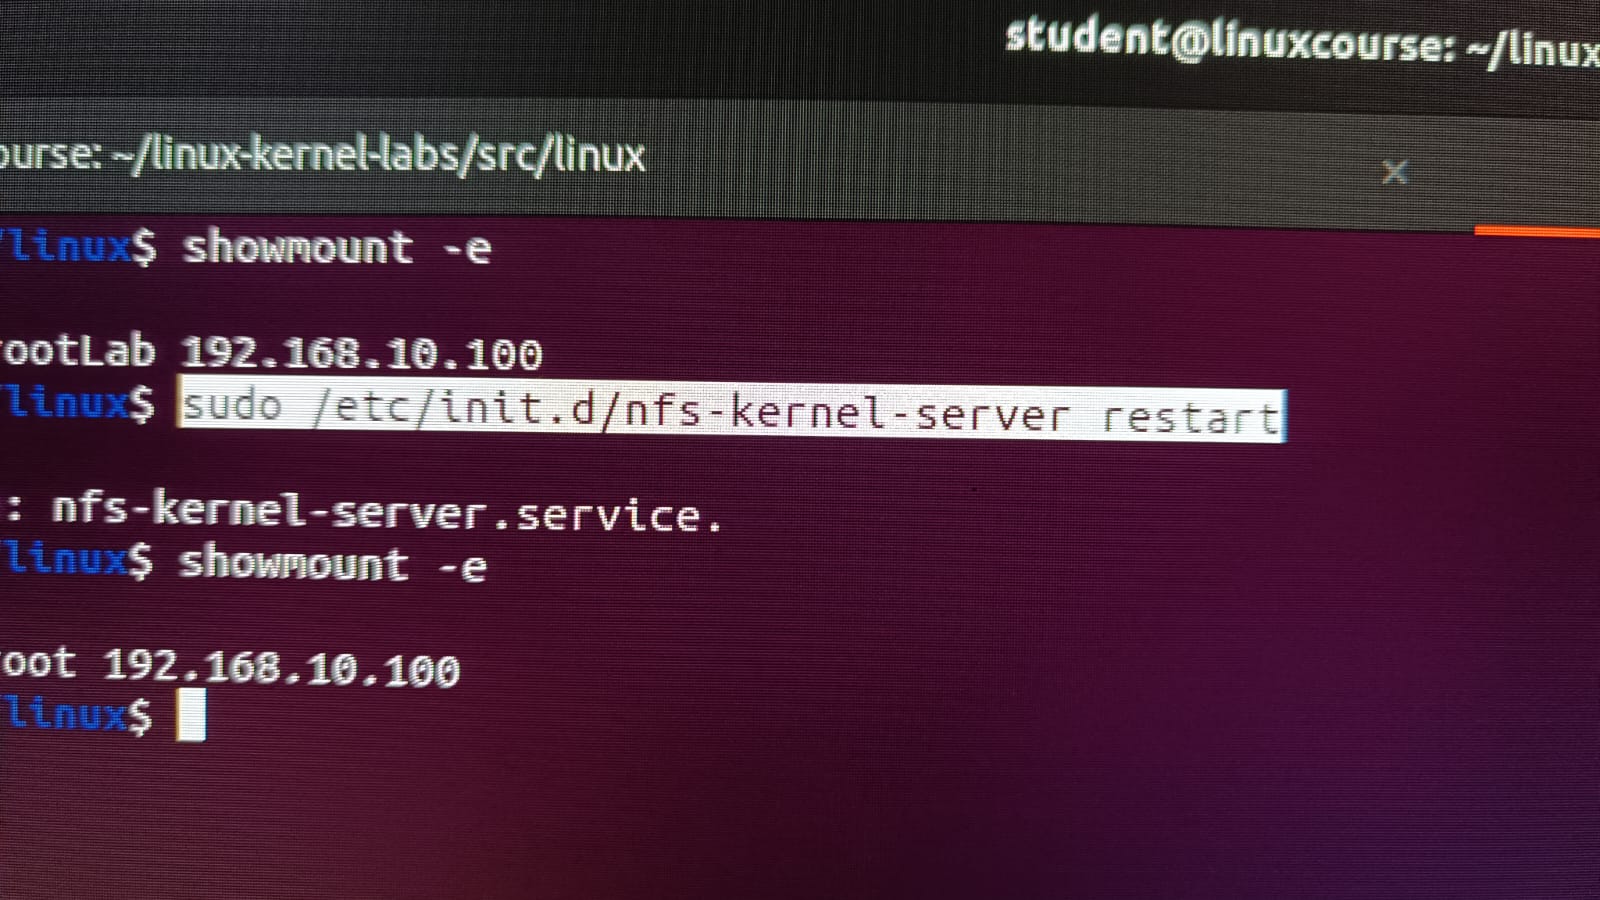 student@linuxcourse: ~/linux
ourse: ~/linux-kernel-labs/src/linux
/linux$ showmount -e
ootLab 192.168.10.100
/linux$ sudo /etc/init.d/nfs-kernel-server restart
: nfs-kernel-server.service.
/linux$ showmount -e
oot 192.168.10.100
/linux$